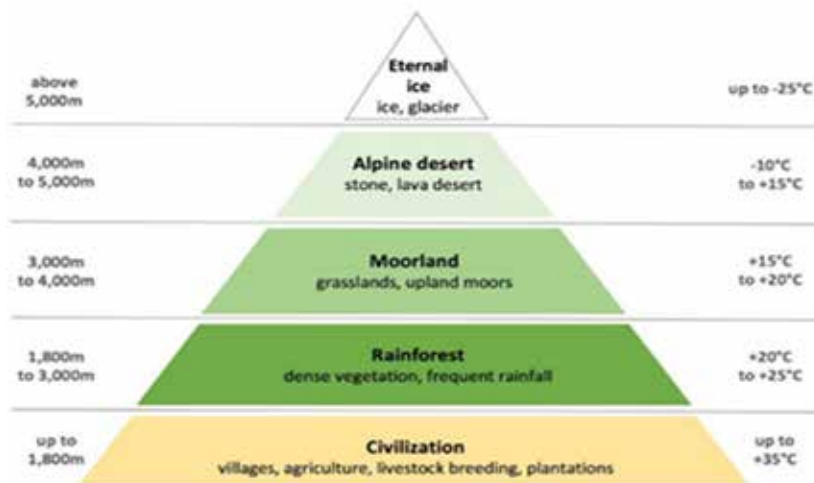 Eternal
ice
ice, glacier
above
5,000m
up to -25°C
4,000m
to 5,000m
Alpine desert
stone, lava desert
-10°C
to +15°C
3,000m
to 4,000m
Moorland
grasslands, upland moors
+15°C
to +20°C
1,800m
to 3,000m
Rainforest
dense vegetation, frequent rainfall
+20°C
to +25°C
up to
1,800m
Civilization
villages, agriculture, livestock breeding, plantations
up to
+35°C